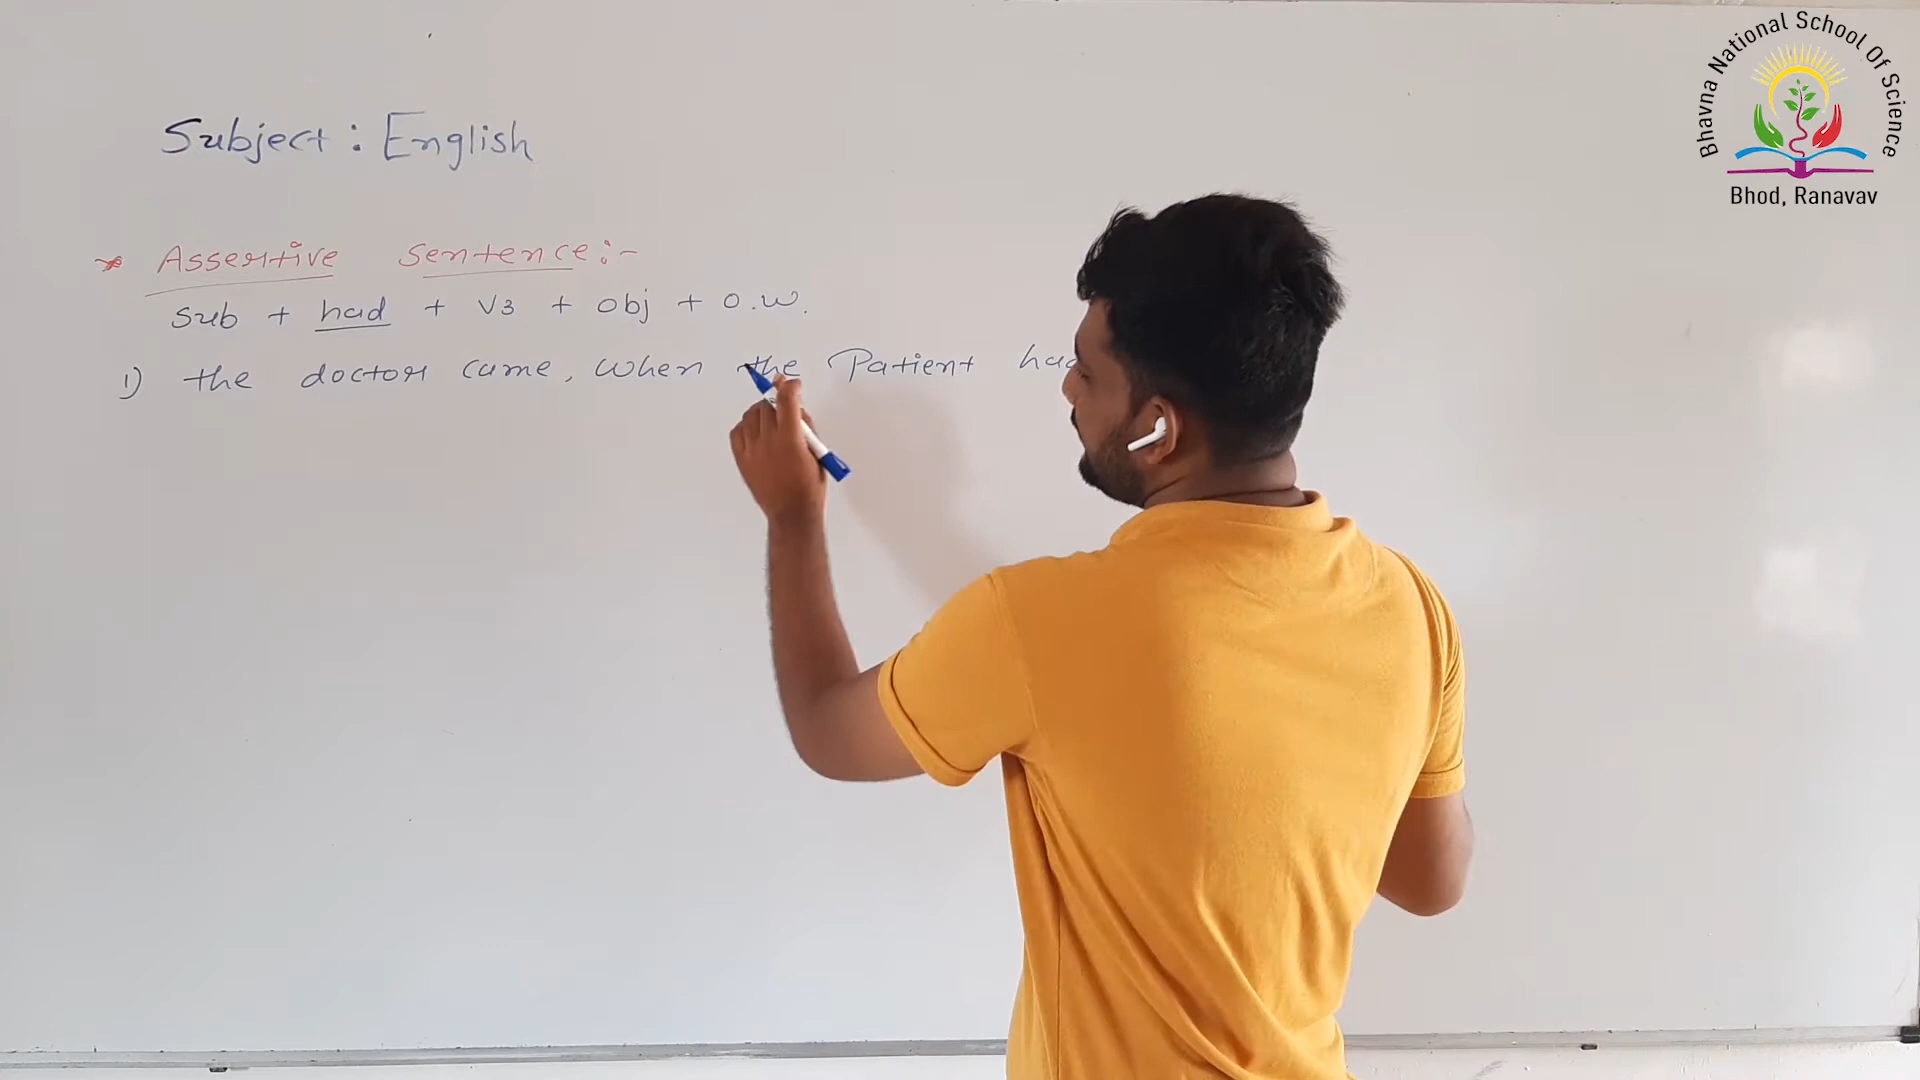 Bhavna National School Of Science
Bhod, Ranavav
Subject : English
* Assertive Sentence :-
Sub + had + V3 + obj + O.W.
1) the doctor came, when the Patient had